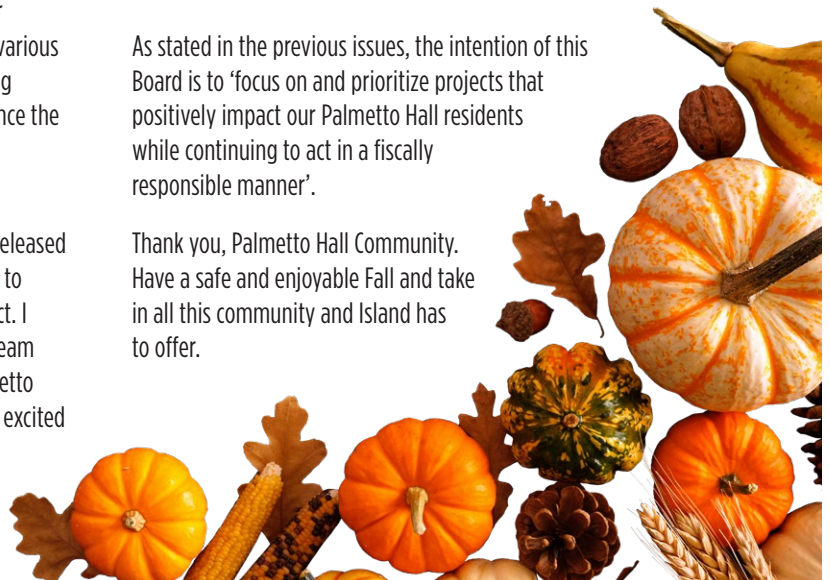 various
g
nce the
eleased
to
ct. I
eam
etto
excited
As stated in the previous issues, the intention of this
Board is to ‘focus on and prioritize projects that
positively impact our Palmetto Hall residents
while continuing to act in a fiscally
responsible manner’.
Thank you, Palmetto Hall Community.
Have a safe and enjoyable Fall and take
in all this community and Island has
to offer.